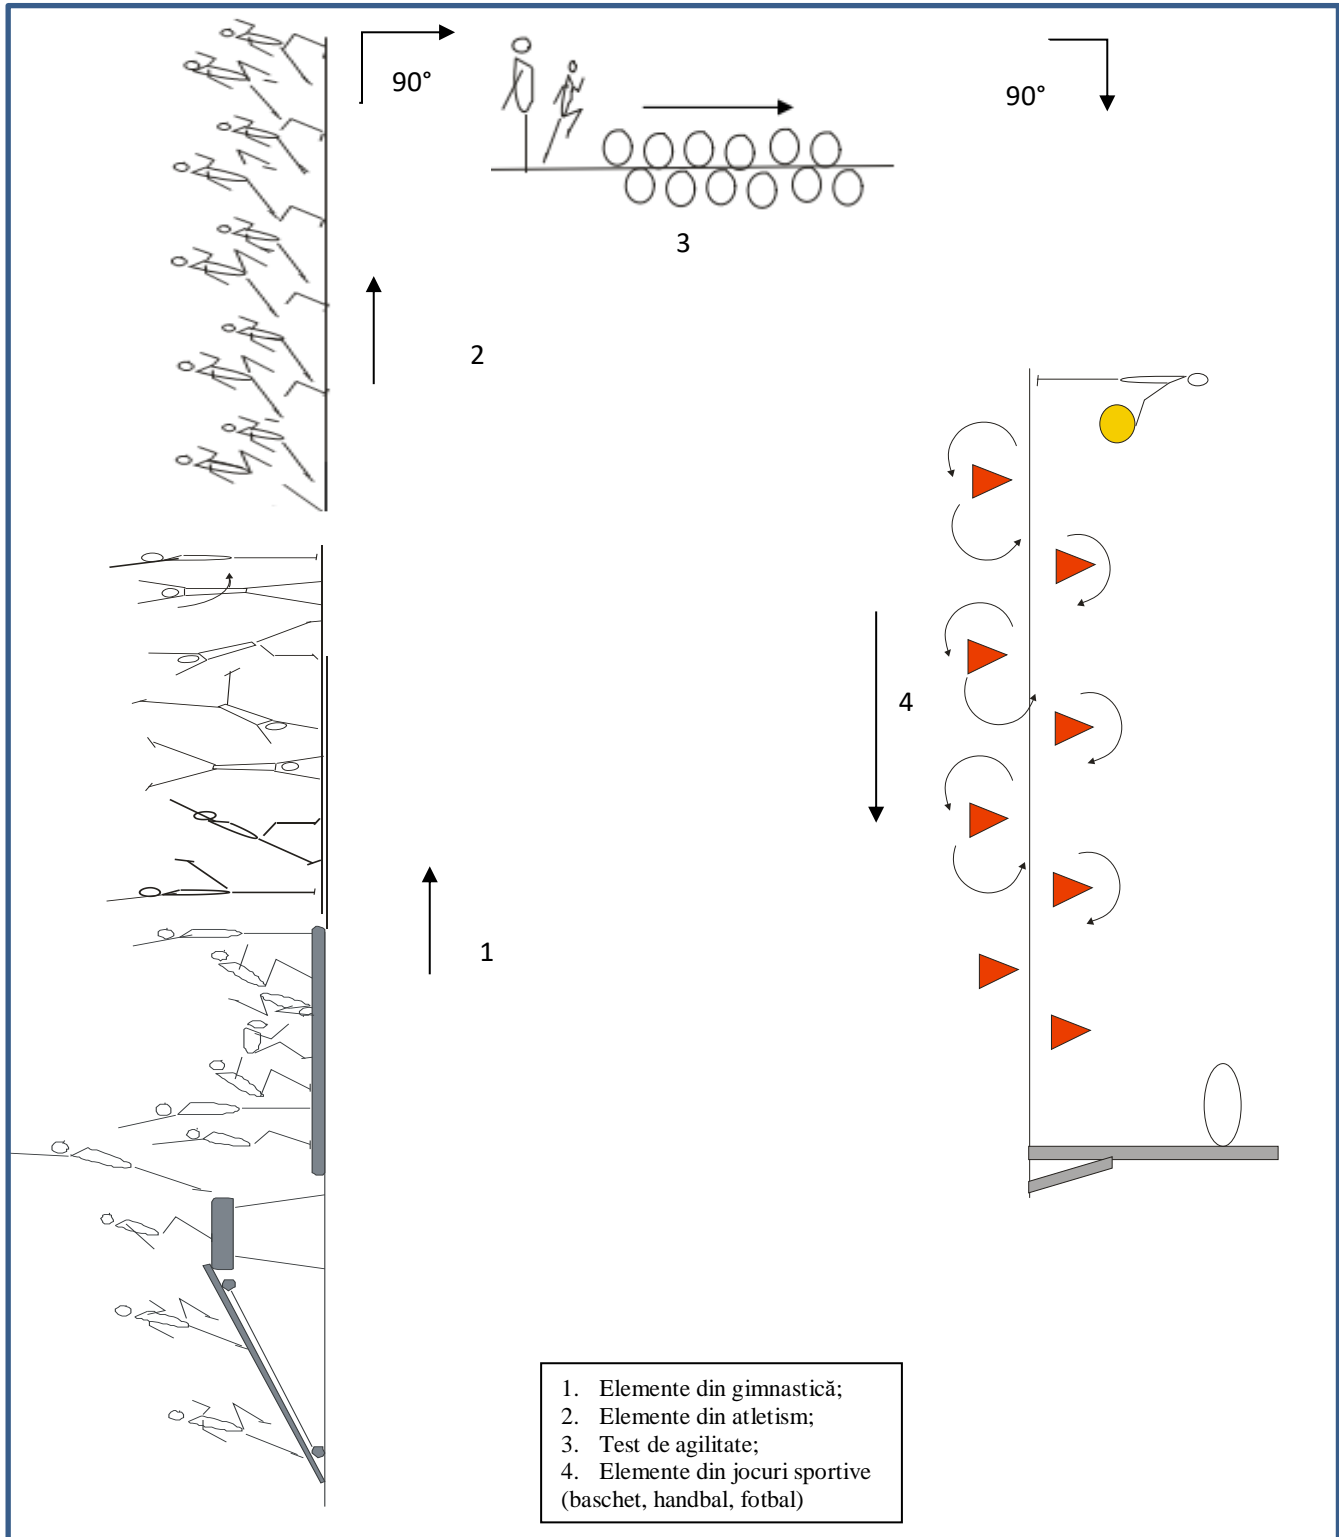 90°
90°
3
2
4
1
1. Elemente din gimnastică;
2. Elemente din atletism;
3. Test de agilitate;
4. Elemente din jocuri sportive
(baschet, handbal, fotbal)